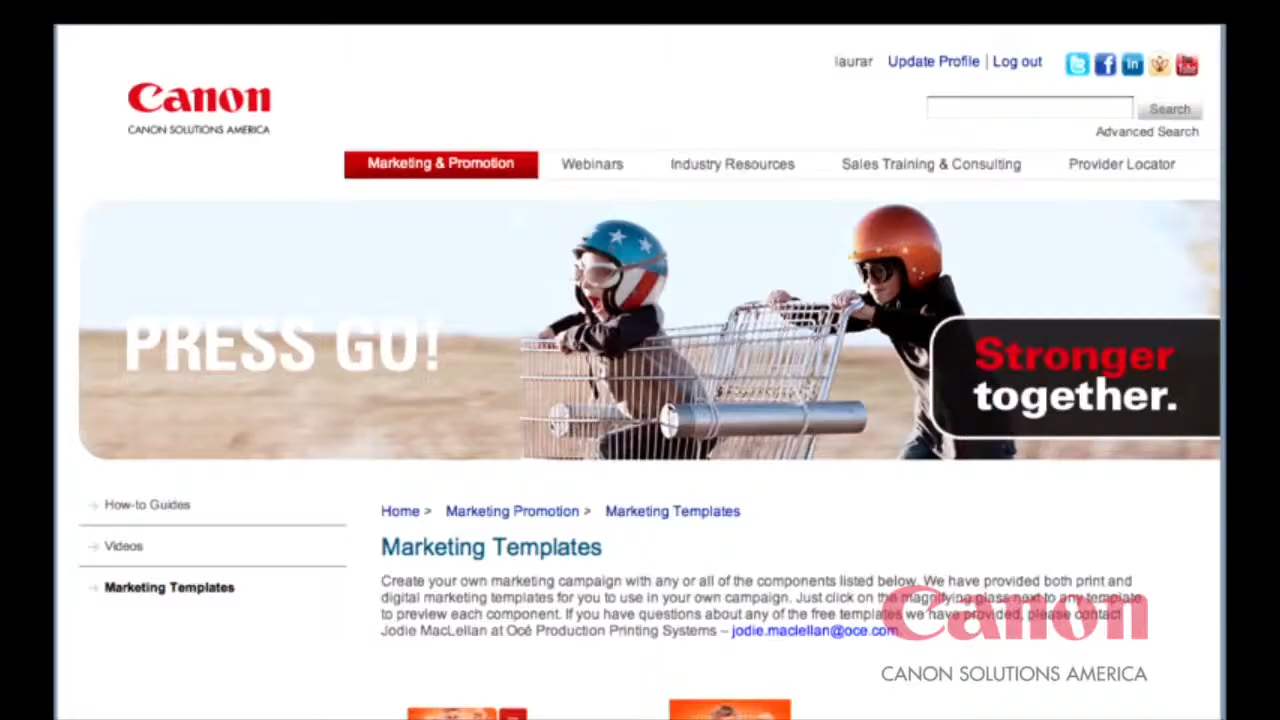 laurar Update Profile | Log out
Canon
CANON SOLUTIONS AMERICA
Search
Advanced Search
Marketing & Promotion Webinars Industry Resources Sales Training & Consulting Provider Locator
PRESS GO!
Stronger
together.
How-to Guides
Videos
Marketing Templates
Home > Marketing Promotion > Marketing Templates
Marketing Templates
Create your own marketing campaign with any or all of the components listed below. We have provided both print and
digital marketing templates for you to use in your own campaign. Just click on the magnifying glass next to any template
to preview each component. If you have questions about any of the free templates we have provided, please contact
Jodie MacLellan at Océ Production Printing Systems – jodie.maclellan@oce.com.
Canon
CANON SOLUTIONS AMERICA